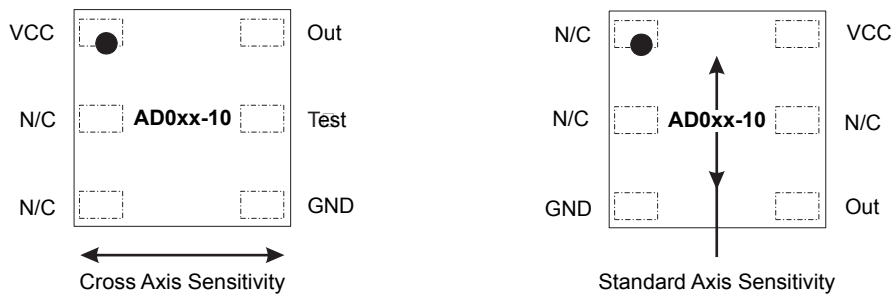 VCC Out
N/C AD0xx-10 Test
N/C GND
Cross Axis Sensitivity
N/C VCC
N/C AD0xx-10 N/C
GND Out
Standard Axis Sensitivity